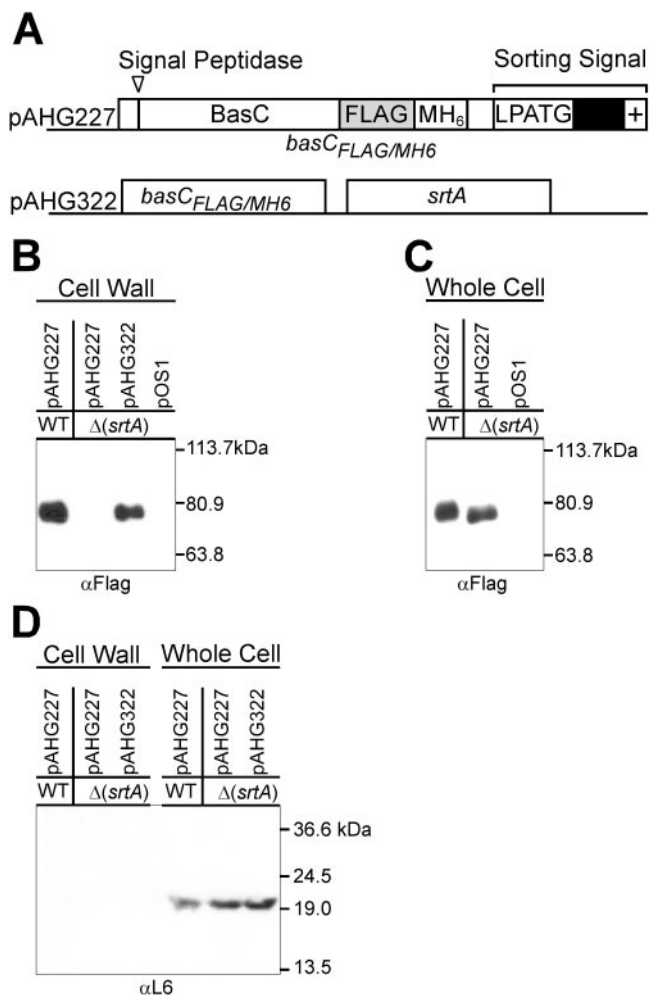 A
Signal Peptidase Sorting Signal
pAHG227 BasC FLAG MH6 LPATG +
basCFLAG/MH6
pAHG322 basCFLAG/MH6 srtA
B C
Cell Wall Whole Cell
pAHG227 pAHG227 pAHG322 pOS1 pAHG227 pAHG227 pOS1
WT Δ(srtA) WT Δ(srtA)
113.7kDa 113.7kDa
80.9 80.9
63.8 63.8
αFlag αFlag
D
Cell Wall Whole Cell
pAHG227 pAHG227 pAHG322 pAHG227 pAHG227 pAHG322
WT Δ(srtA) WT Δ(srtA)
36.6 kDa
24.5
19.0
13.5
αL6